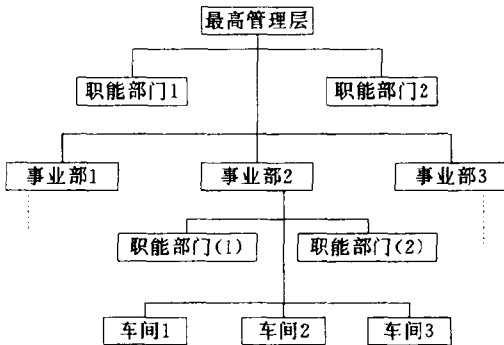 最高管理层
职能部门1 职能部门2
事业部1 事业部2 事业部3
职能部门(1) 职能部门(2)
车间1 车间2 车间3